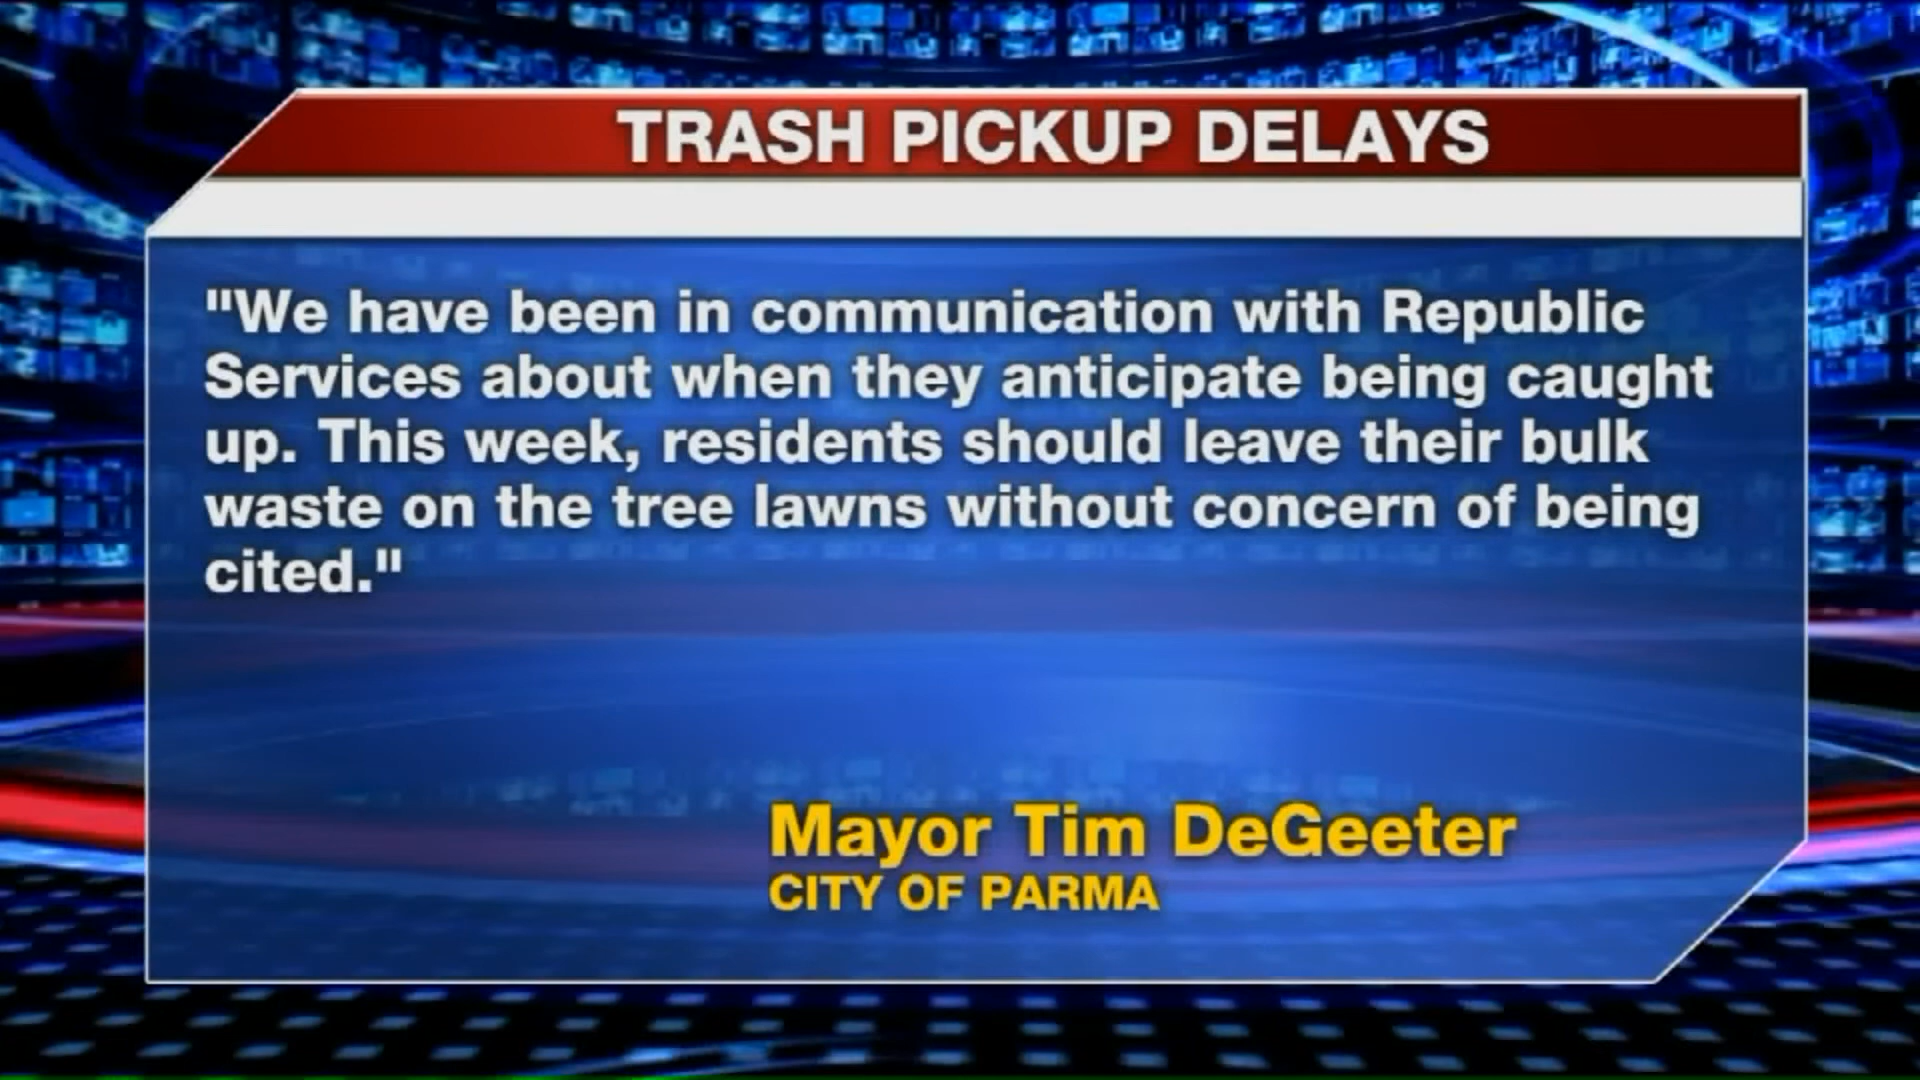 TRASH PICKUP DELAYS
"We have been in communication with Republic
Services about when they anticipate being caught
up. This week, residents should leave their bulk
waste on the tree lawns without concern of being
cited."
Mayor Tim DeGeeter
CITY OF PARMA